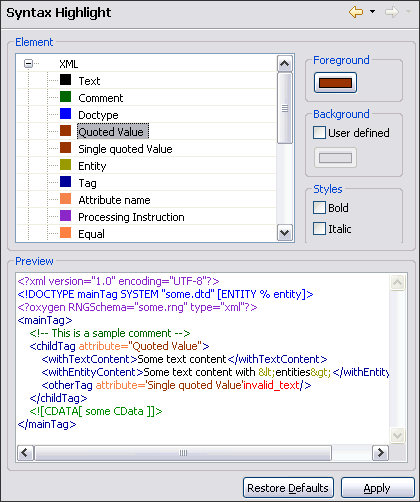 Syntax Highlight
Element
XML
Text
Comment
Doctype
Quoted Value
Single quoted Value
Entity
Tag
Attribute name
Processing Instruction
Equal
Foreground
Background
User defined
Styles
Bold
Italic
Preview
<?xml version="1.0" encoding="UTF-8"?>
<!DOCTYPE mainTag SYSTEM "some.dtd" [ENTITY % entity]>
<?oxygen RNGSchema="some.rng" type="xml"?>
<mainTag>
<!-- This is a sample comment -->
<childTag attribute="Quoted Value">
<withTextContent>Some text content</withTextContent>
<withEntityContent>Some text content with &lt;entities&gt;</withEntity
<otherTag attribute='Single quoted Value'invalid_text/>
</childTag>
<![CDATA[ some CData ]]>
</mainTag>
Restore Defaults
Apply